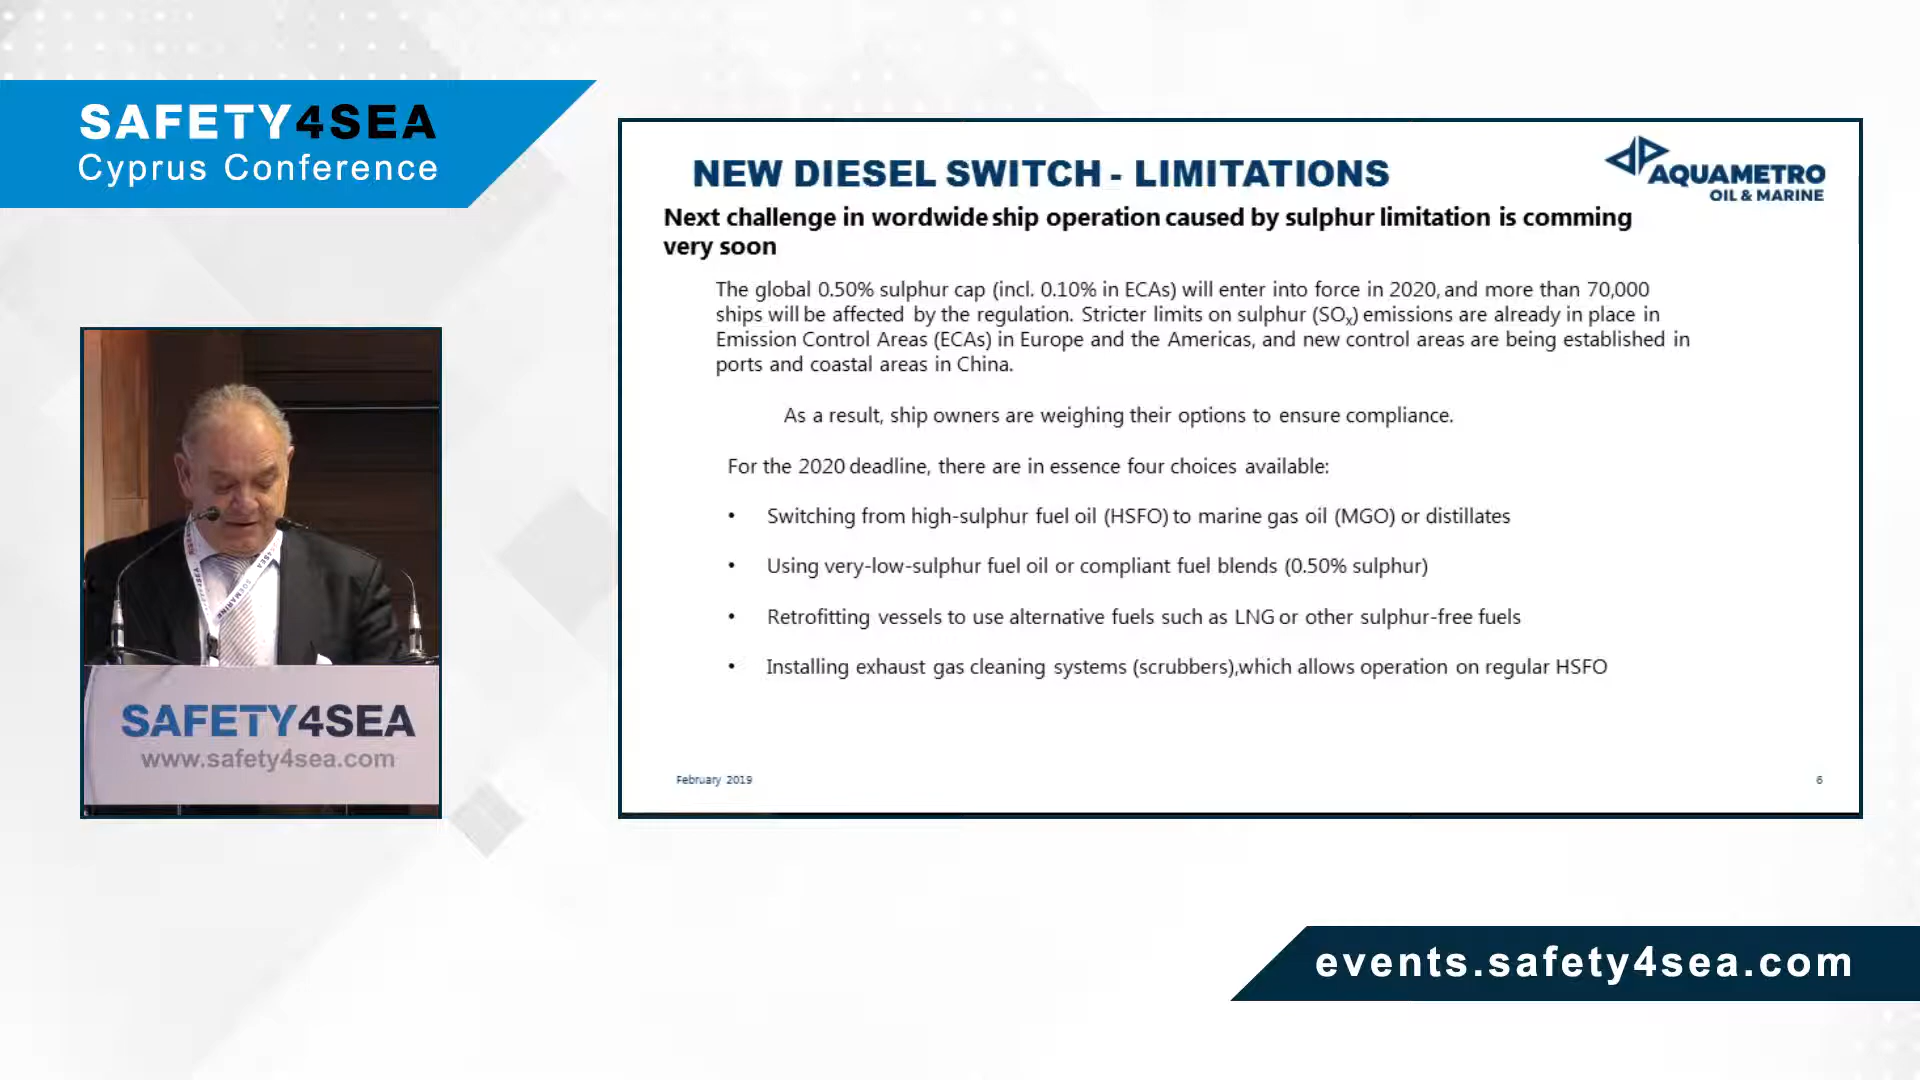 SAFETY4SEA
Cyprus Conference
NEW DIESEL SWITCH - LIMITATIONS
AQUAMETRO
OIL & MARINE
Next challenge in wordwide ship operation caused by sulphur limitation is comming
very soon
The global 0.50% sulphur cap (incl. 0.10% in ECAs) will enter into force in 2020, and more than 70,000
ships will be affected by the regulation. Stricter limits on sulphur (SOx) emissions are already in place in
Emission Control Areas (ECAs) in Europe and the Americas, and new control areas are being established in
ports and coastal areas in China.
As a result, ship owners are weighing their options to ensure compliance.
For the 2020 deadline, there are in essence four choices available:
• Switching from high-sulphur fuel oil (HSFO) to marine gas oil (MGO) or distillates
• Using very-low-sulphur fuel oil or compliant fuel blends (0.50% sulphur)
• Retrofitting vessels to use alternative fuels such as LNG or other sulphur-free fuels
• Installing exhaust gas cleaning systems (scrubbers),which allows operation on regular HSFO
February 2019
6
SAFETY4SEA
www.safety4sea.com
events.safety4sea.com